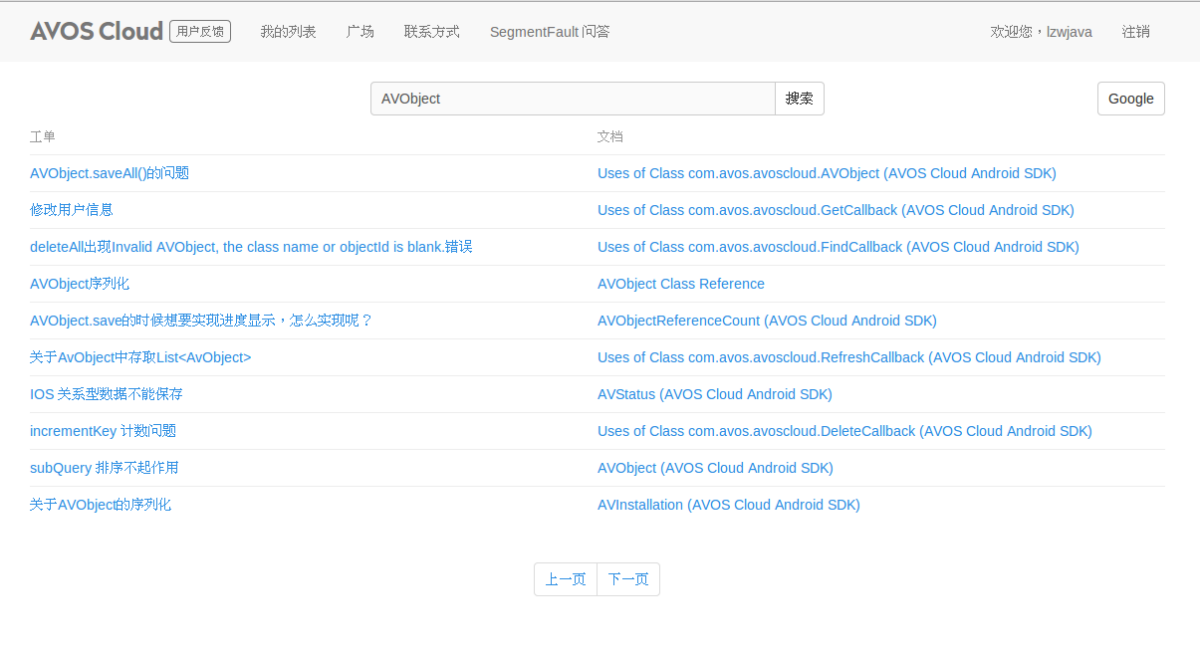 AVOS Cloud 用户反馈 我的列表 广场 联系方式 SegmentFault 问答 欢迎您，lzwjava 注销
AVObject 搜索 Google
工单 文档
AVObject.saveAll()的问题 Uses of Class com.avos.avoscloud.AVObject (AVOS Cloud Android SDK)
修改用户信息 Uses of Class com.avos.avoscloud.GetCallback (AVOS Cloud Android SDK)
deleteAll出现Invalid AVObject, the class name or objectId is blank.错误 Uses of Class com.avos.avoscloud.FindCallback (AVOS Cloud Android SDK)
AVObject序列化 AVObject Class Reference
AVObject.save的时候想要实现进度显示，怎么实现呢？ AVObjectReferenceCount (AVOS Cloud Android SDK)
关于AvObject中存取List<AvObject> Uses of Class com.avos.avoscloud.RefreshCallback (AVOS Cloud Android SDK)
IOS 关系型数据不能保存 AVStatus (AVOS Cloud Android SDK)
incrementKey 计数问题 Uses of Class com.avos.avoscloud.DeleteCallback (AVOS Cloud Android SDK)
subQuery 排序不起作用 AVObject (AVOS Cloud Android SDK)
关于AVObject的序列化 AVInstallation (AVOS Cloud Android SDK)
上一页 下一页